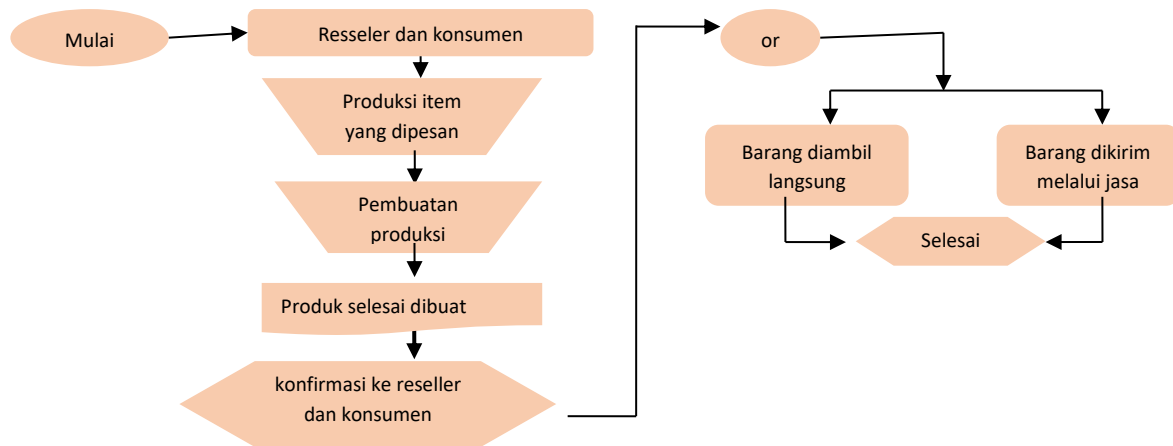 Mulai
Resseler dan konsumen
Produksi item
yang dipesan
Pembuatan
produksi
Produk selesai dibuat
konfirmasi ke reseller
dan konsumen
or
Barang diambil
langsung
Barang dikirim
melalui jasa
Selesai